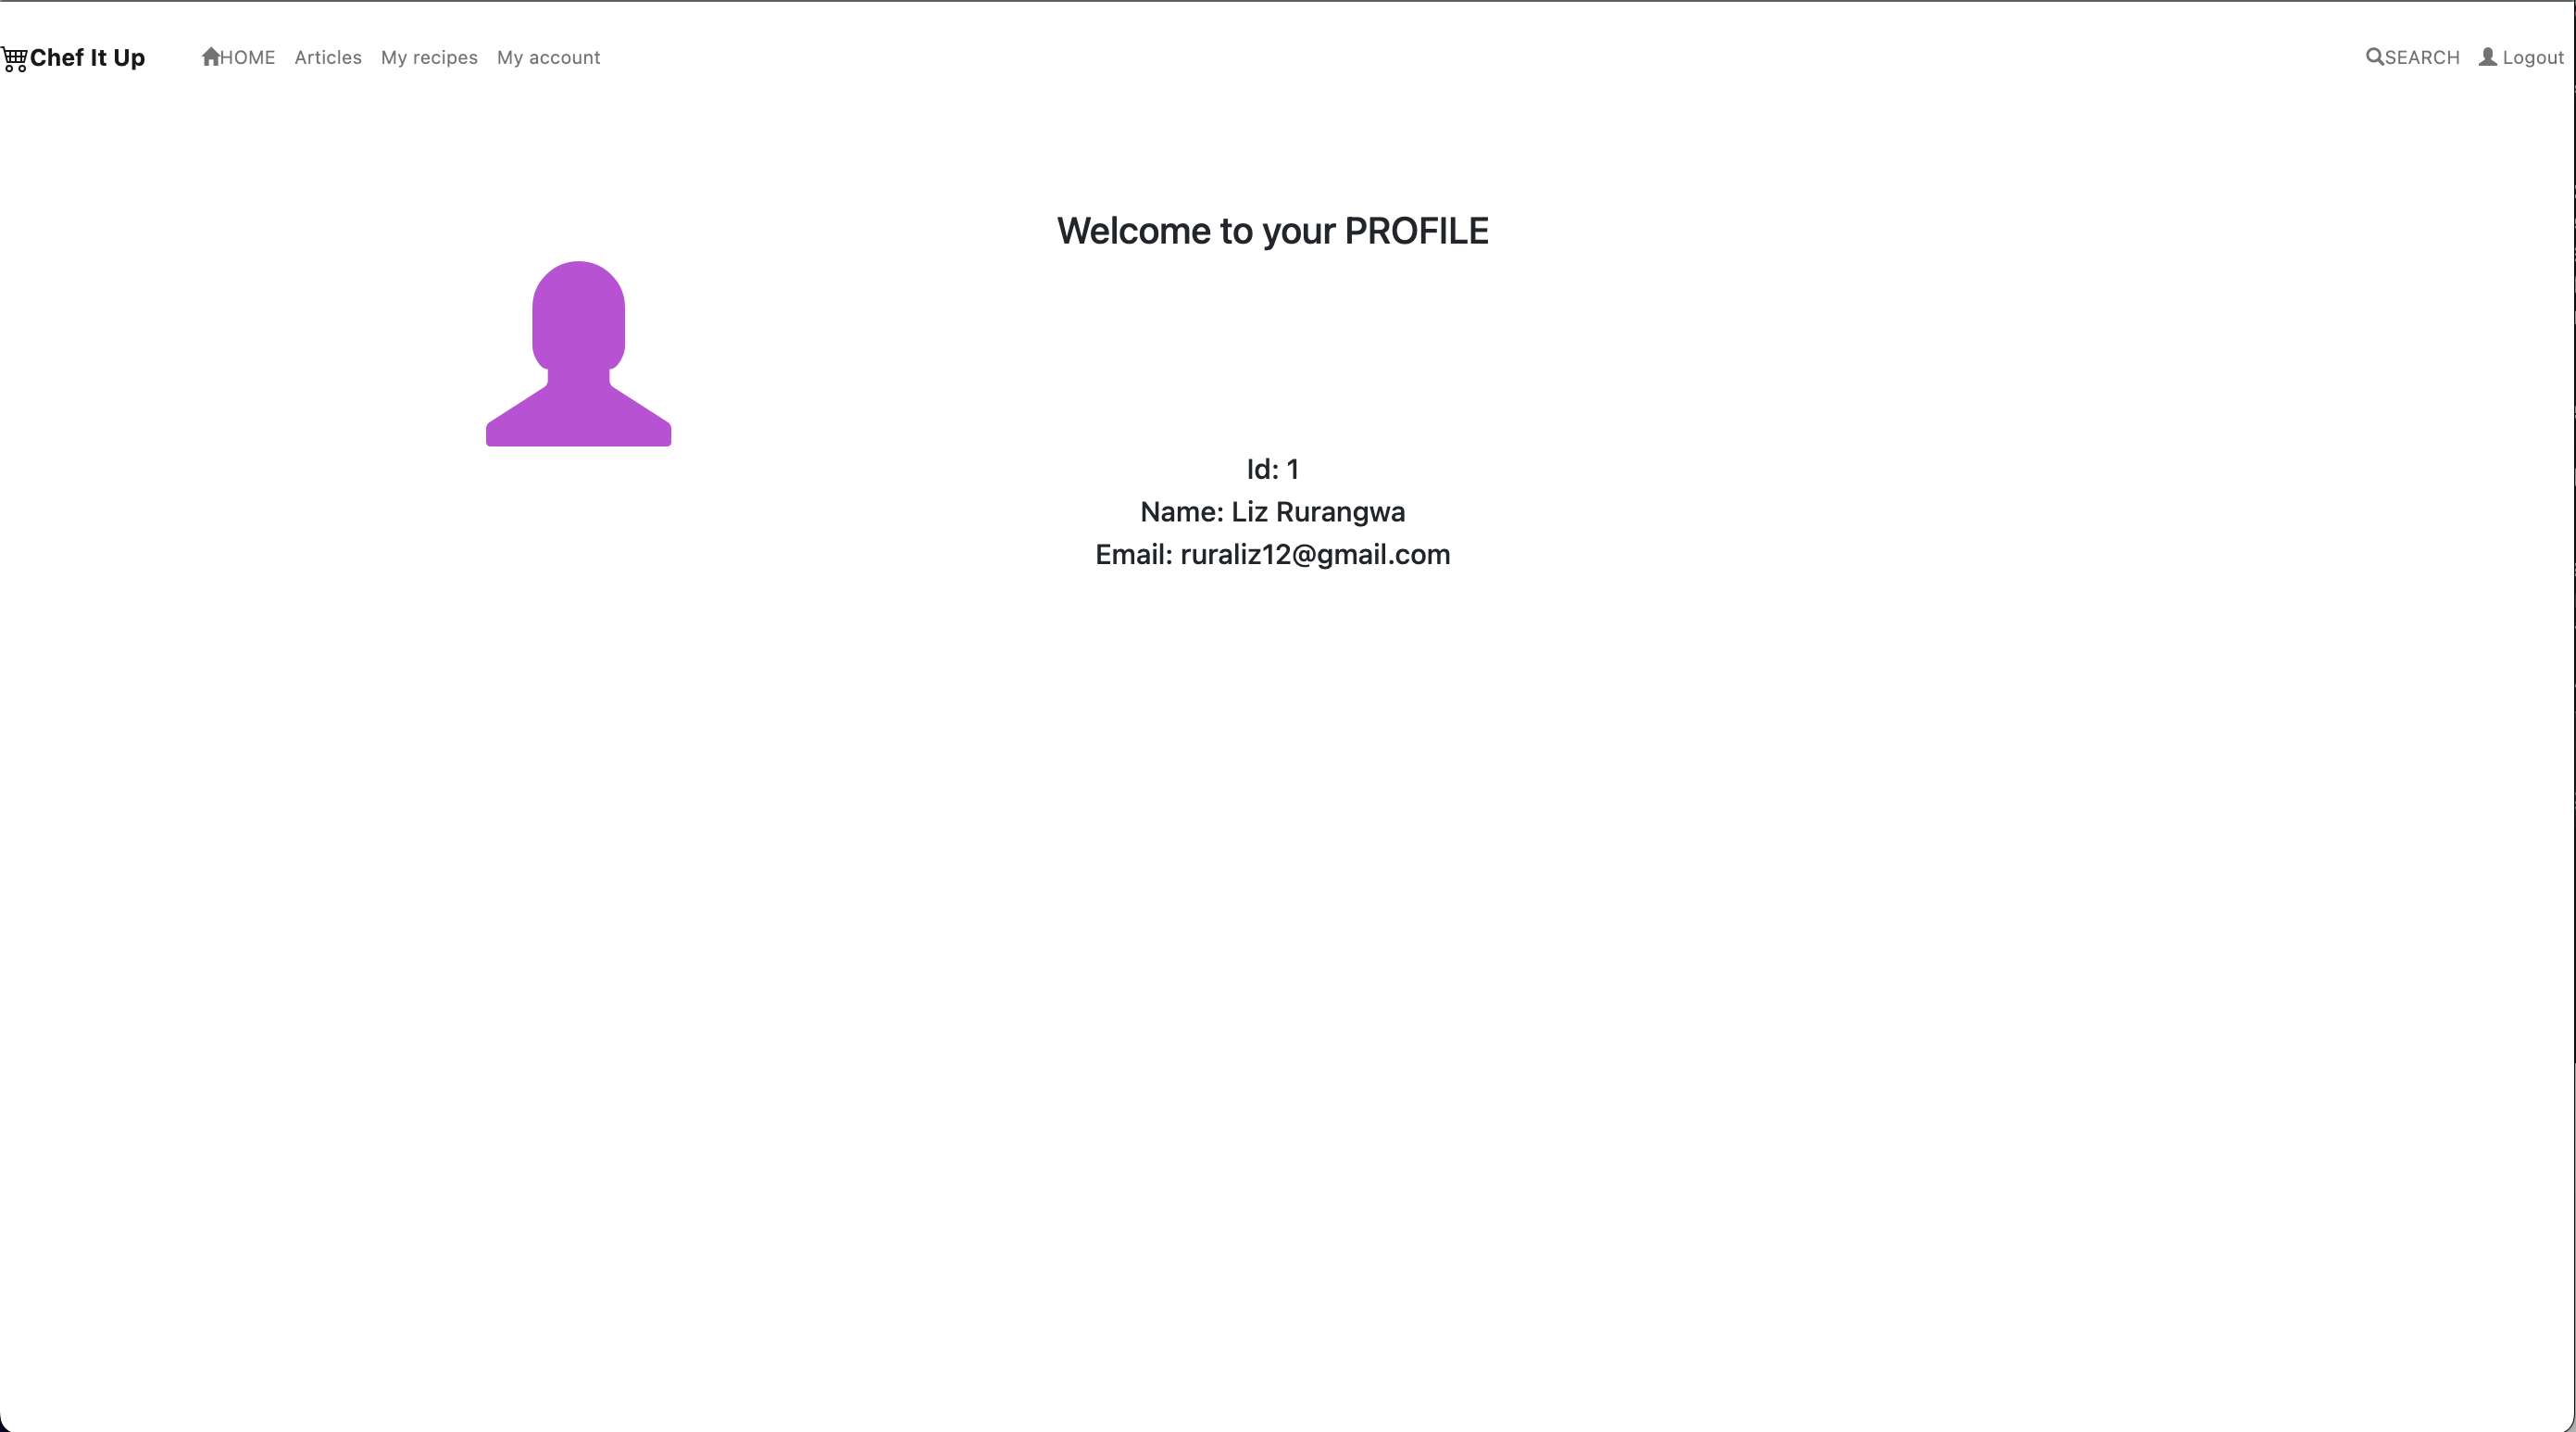 Chef It Up HOME Articles My recipes My account SEARCH Logout
Welcome to your PROFILE
Id: 1
Name: Liz Rurangwa
Email: ruraliz12@gmail.com